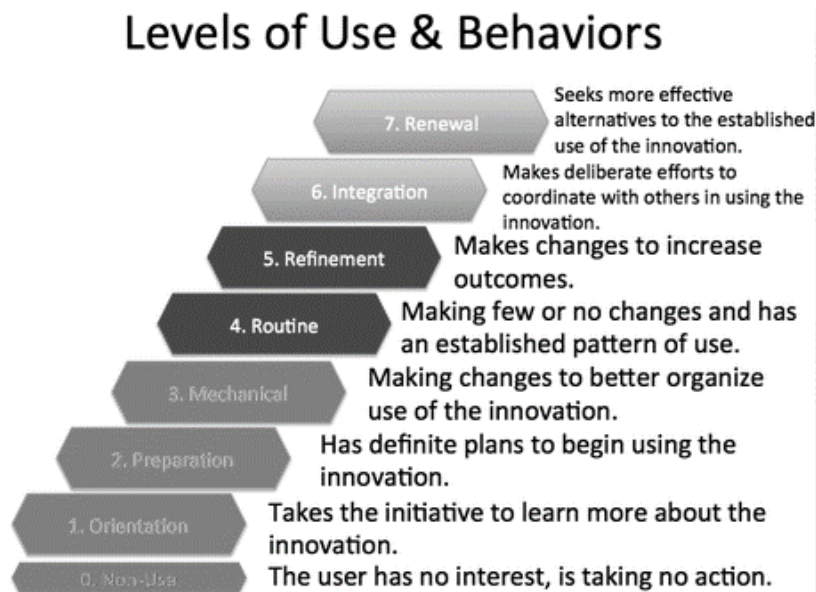 Levels of Use & Behaviors
7. Renewal
Seeks more effective
alternatives to the established
use of the innovation.
6. Integration
Makes deliberate efforts to
coordinate with others in using the
innovation.
5. Refinement
Makes changes to increase
outcomes.
4. Routine
Making few or no changes and has
an established pattern of use.
3. Mechanical
Making changes to better organize
use of the innovation.
2. Preparation
Has definite plans to begin using the
innovation.
1. Orientation
Takes the initiative to learn more about the
innovation.
0. Non-Use
The user has no interest, is taking no action.